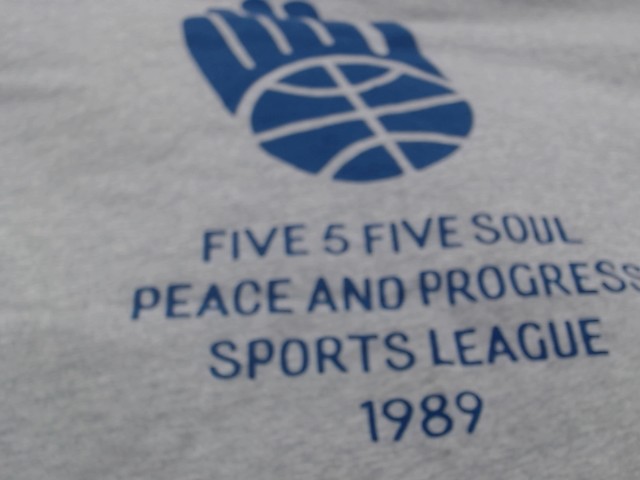 FIVE 5 FIVE SOUL
PEACE AND PROGRESS
SPORTS LEAGUE
1989